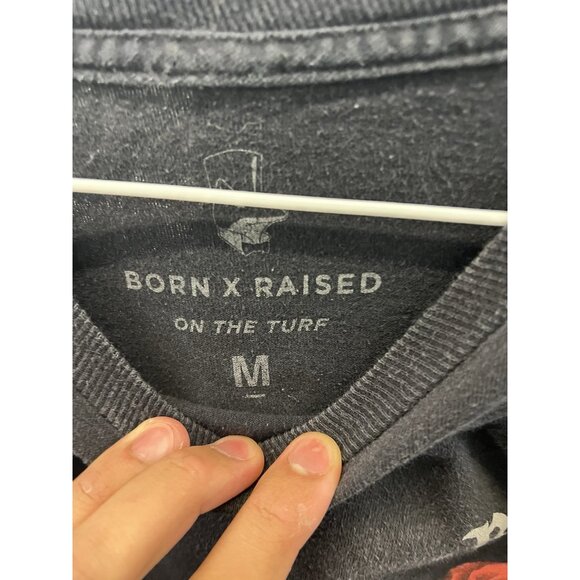 BORN X RAISED
ON THE TURF
M